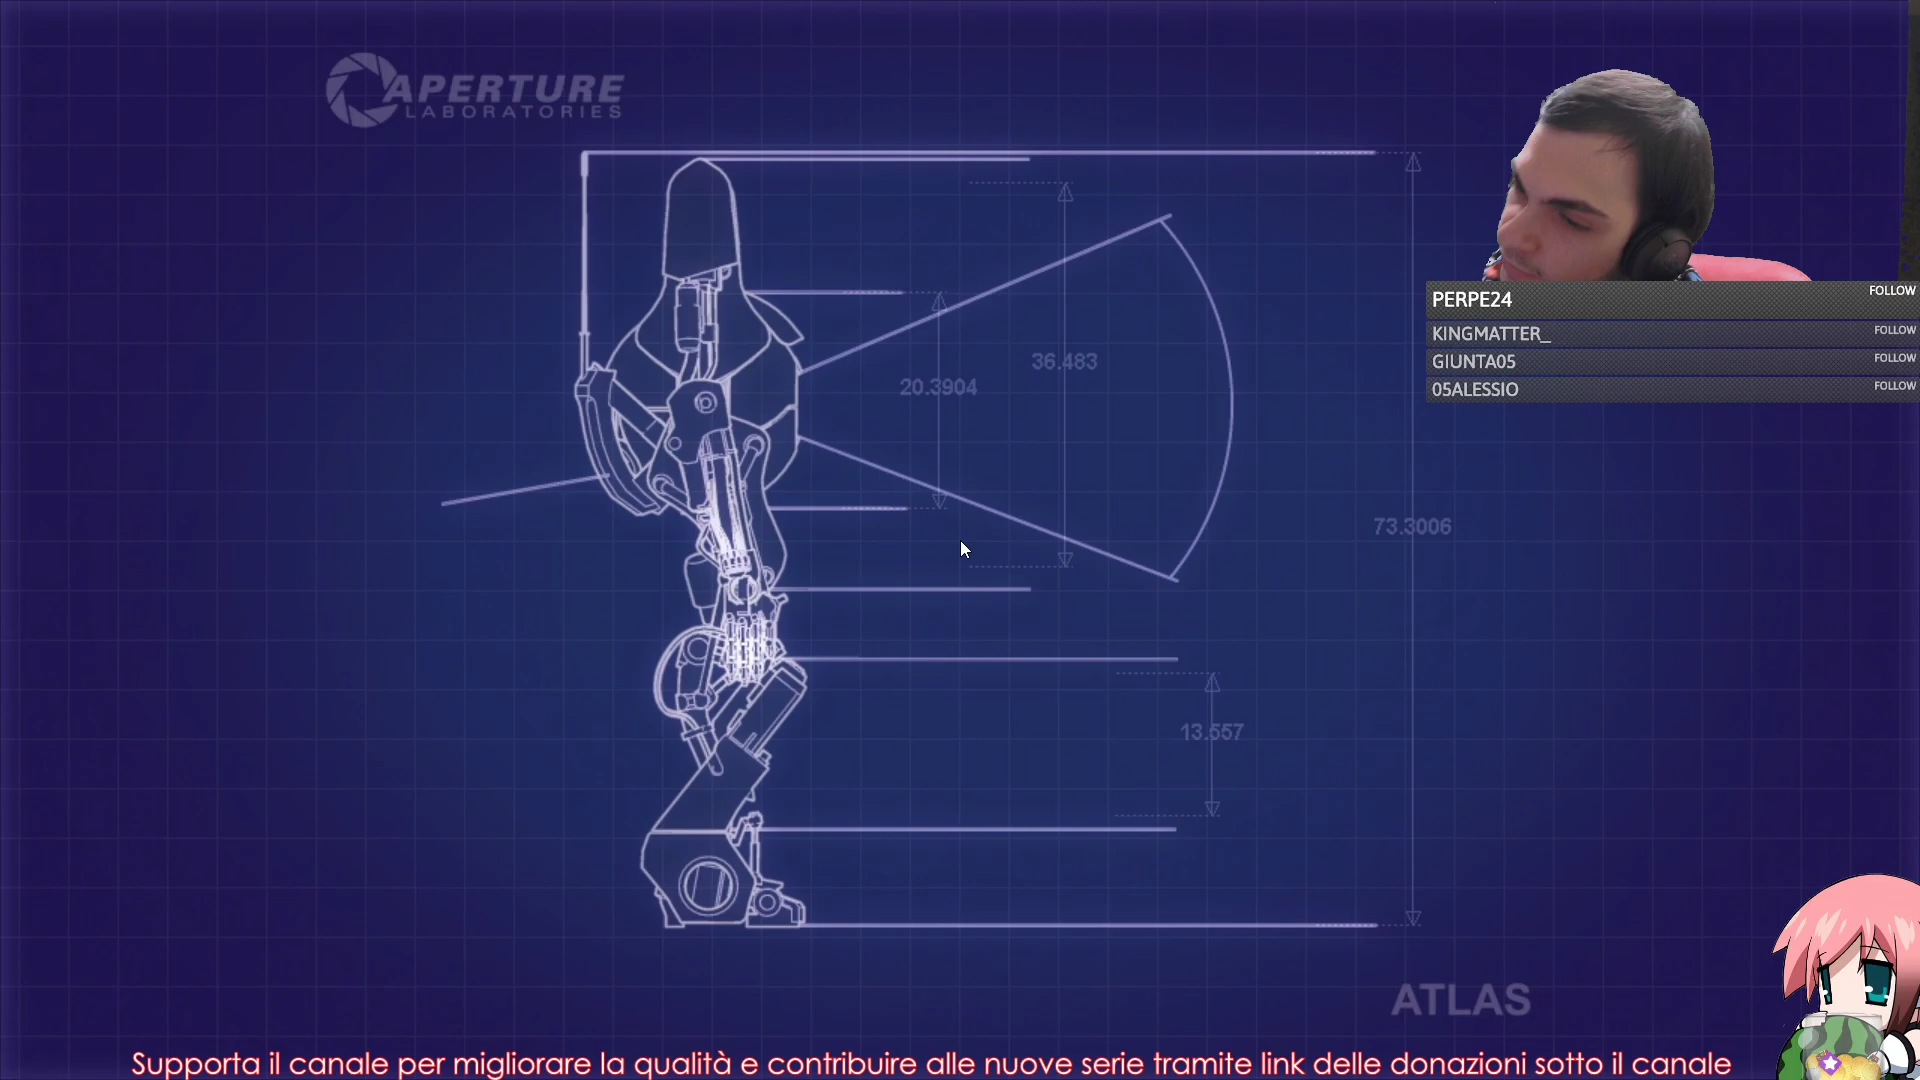 APERTURE
LABORATORIES
36.483
20.3904
73.3006
13.557
ATLAS
PERPE24 FOLLOW
KINGMATTER_ FOLLOW
GIUNTA05 FOLLOW
05ALESSIO FOLLOW
Supporta il canale per migliorare la qualità e contribuire alle nuove serie tramite link delle donazioni sotto il canale